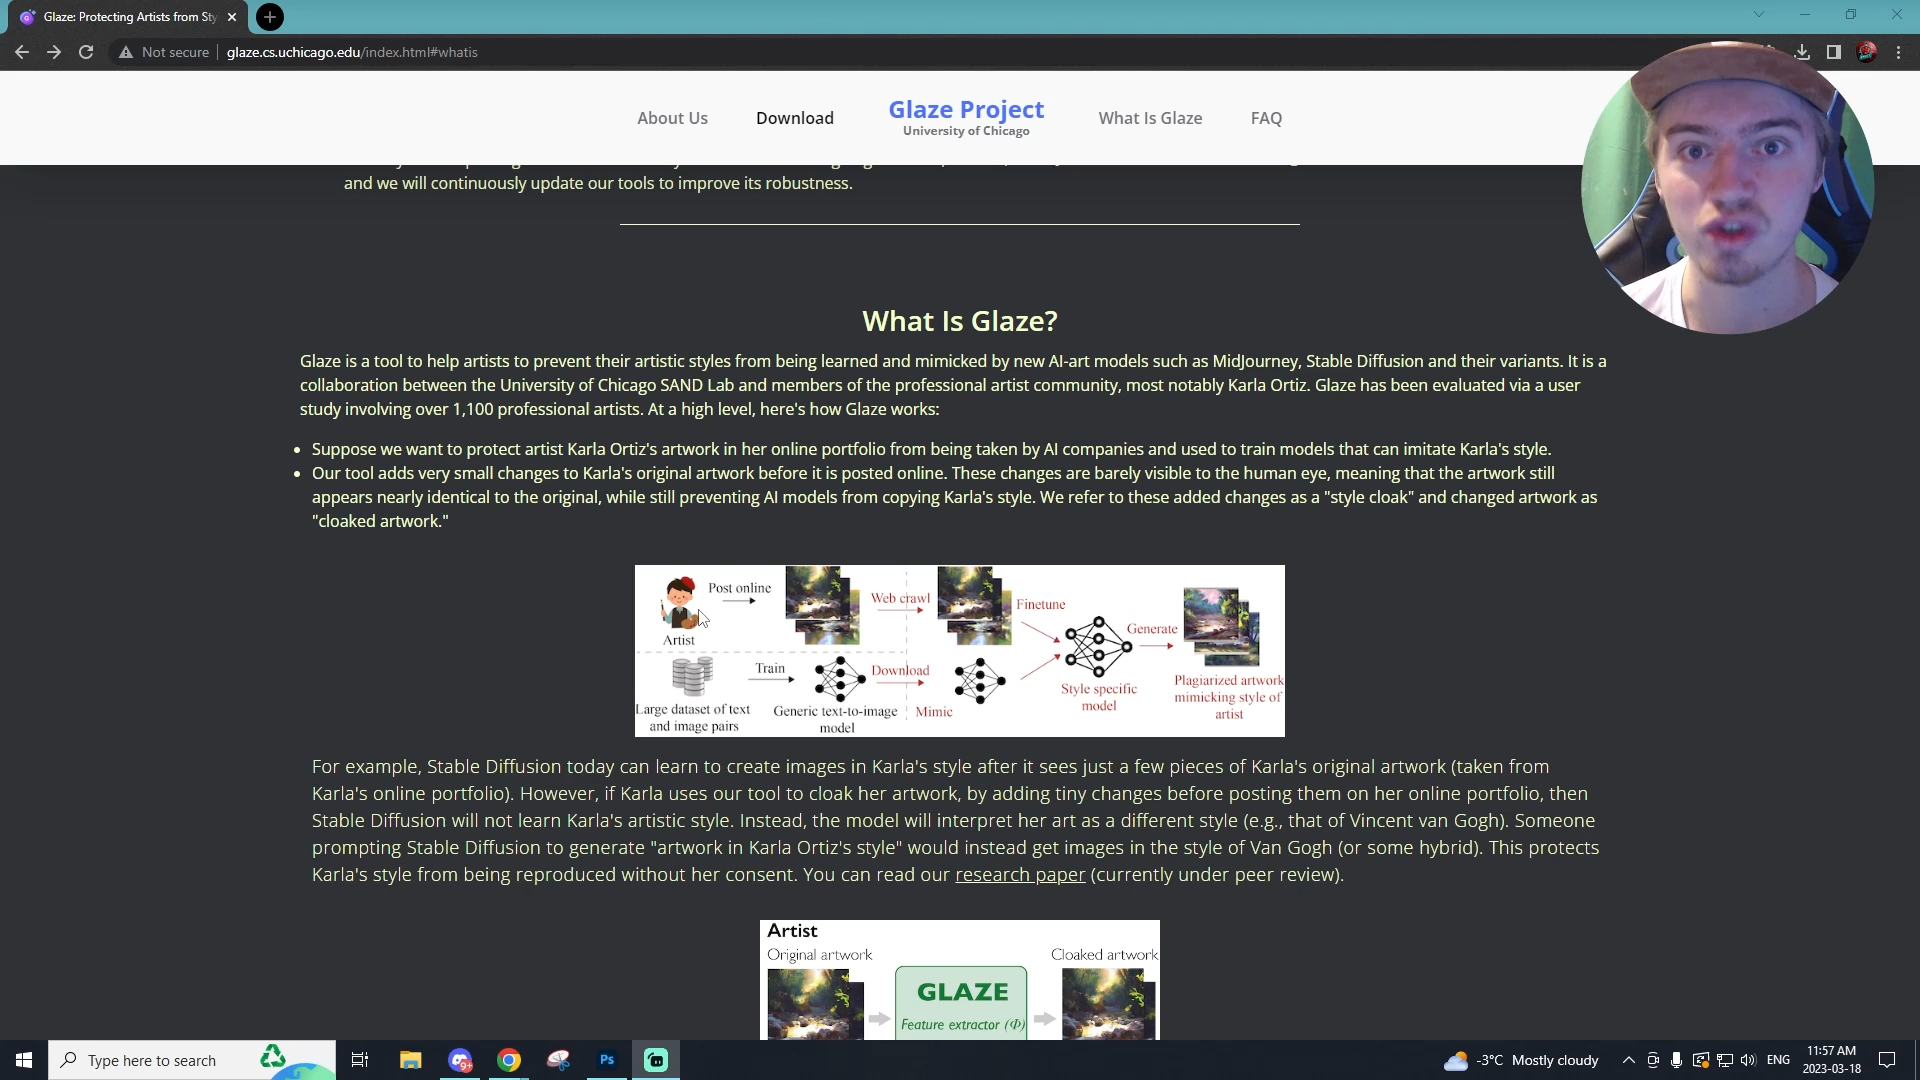 Glaze: Protecting Artists from Sty
Not secure
glaze.cs.uchicago.edu/index.html#whatis
About Us
Download
Glaze Project
University of Chicago
What Is Glaze
FAQ
and we will continuously update our tools to improve its robustness.
What Is Glaze?
Glaze is a tool to help artists to prevent their artistic styles from being learned and mimicked by new AI-art models such as MidJourney, Stable Diffusion and their variants. It is a
collaboration between the University of Chicago SAND Lab and members of the professional artist community, most notably Karla Ortiz. Glaze has been evaluated via a user
study involving over 1,100 professional artists. At a high level, here's how Glaze works:
Suppose we want to protect artist Karla Ortiz's artwork in her online portfolio from being taken by AI companies and used to train models that can imitate Karla's style.
Our tool adds very small changes to Karla's original artwork before it is posted online. These changes are barely visible to the human eye, meaning that the artwork still
appears nearly identical to the original, while still preventing AI models from copying Karla's style. We refer to these added changes as a "style cloak" and changed artwork as
"cloaked artwork."
Post online
Web crawl
Finetune
Generate
Artist
Train
Download
Style specific
model
Plagiarized artwork
mimicking style of
artist
Large dataset of text
and image pairs
Generic text-to-image
model
Mimic
For example, Stable Diffusion today can learn to create images in Karla's style after it sees just a few pieces of Karla's original artwork (taken from
Karla's online portfolio). However, if Karla uses our tool to cloak her artwork, by adding tiny changes before posting them on her online portfolio, then
Stable Diffusion will not learn Karla's artistic style. Instead, the model will interpret her art as a different style (e.g., that of Vincent van Gogh). Someone
prompting Stable Diffusion to generate "artwork in Karla Ortiz's style" would instead get images in the style of Van Gogh (or some hybrid). This protects
Karla's style from being reproduced without her consent. You can read our research paper (currently under peer review).
Artist
Original artwork
Cloaked artwork
GLAZE
Feature extractor (Φ)
Type here to search
9+
Ps
-3°C Mostly cloudy
ENG
11:57 AM
2023-03-18